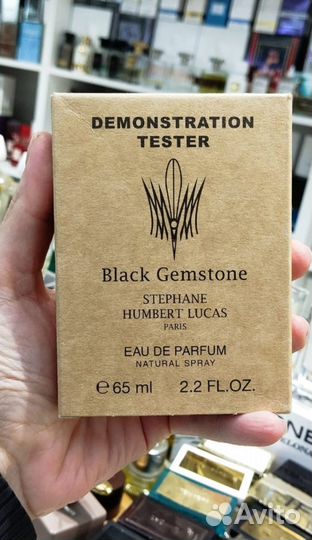 DEMONSTRATION
TESTER
Black Gemstone
STEPHANE
HUMBERT LUCAS
PARIS
EAU DE PARFUM
NATURAL SPRAY
℮ 65 ml 2.2 FL.OZ.
NE
Avito